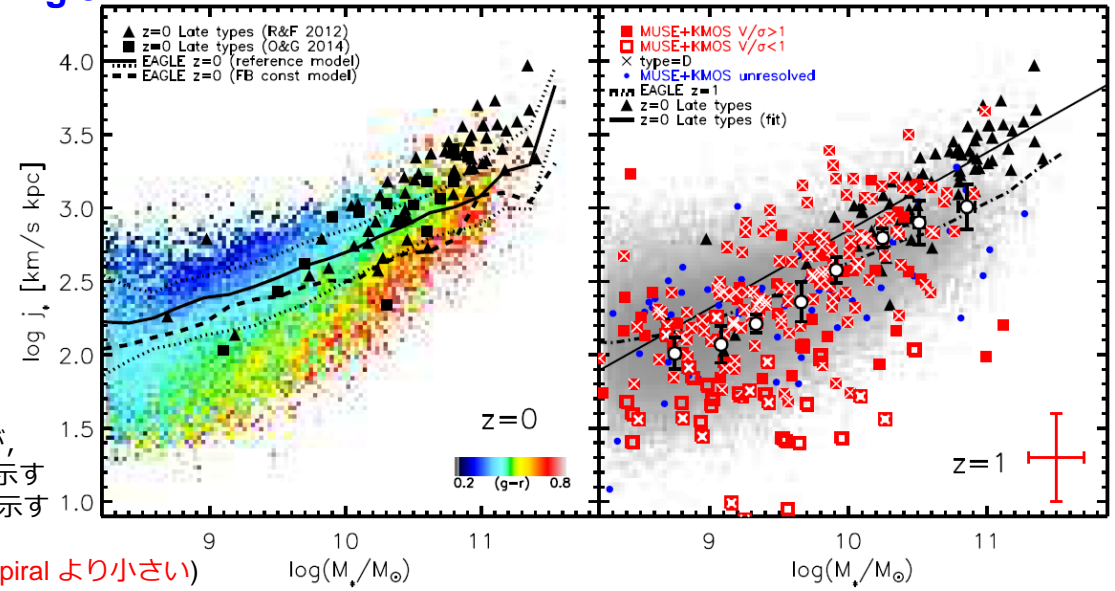 z=0 Late types (R&F 2012)
z=0 Late types (O&G 2014)
EAGLE z=0 (reference model)
EAGLE z=0 (FB const model)
4.0
3.5
3.0
2.5
2.0
1.5
1.0
log j* [km/s kpc]
z=0
0.2 (g-r) 0.8
9 10 11
log(M*/M⊙)
MUSE+KMOS V/σ>1
MUSE+KMOS V/σ<1
type=D
MUSE+KMOS unresolved
EAGLE z=1
z=0 Late types
z=0 Late types (fit)
z=1
9 10 11
log(M*/M⊙)
が,
示す
示す
piral より小さい)